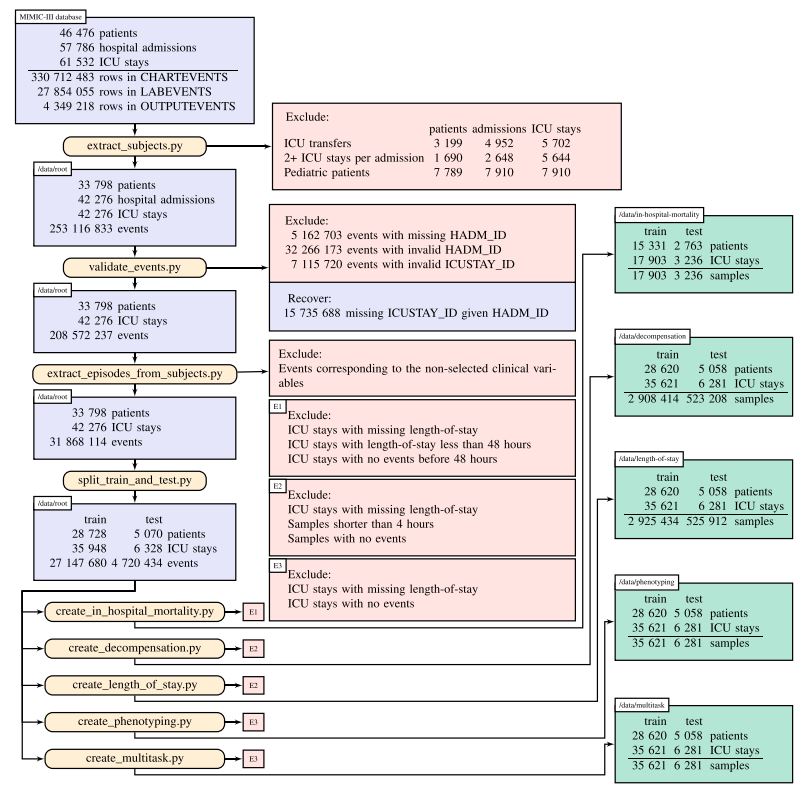 MIMIC-III database
46 476 patients
57 786 hospital admissions
61 532 ICU stays
330 712 483 rows in CHARTEVENTS
27 854 055 rows in LABEVENTS
4 349 218 rows in OUTPUTEVENTS
extract_subjects.py
Exclude:
patients admissions ICU stays
ICU transfers 3 199 4 952 5 702
2+ ICU stays per admission 1 690 2 648 5 644
Pediatric patients 7 789 7 910 7 910
/data/root
33 798 patients
42 276 hospital admissions
42 276 ICU stays
253 116 833 events
validate_events.py
Exclude:
5 162 703 events with missing HADM_ID
32 266 173 events with invalid HADM_ID
7 115 720 events with invalid ICUSTAY_ID
Recover:
15 735 688 missing ICUSTAY_ID given HADM_ID
/data/root
33 798 patients
42 276 ICU stays
208 572 237 events
extract_episodes_from_subjects.py
Exclude:
Events corresponding to the non-selected clinical vari-
ables
/data/root
33 798 patients
42 276 ICU stays
31 868 114 events
split_train_and_test.py
/data/root
train test
28 728 5 070 patients
35 948 6 328 ICU stays
27 147 680 4 720 434 events
E1
Exclude:
ICU stays with missing length-of-stay
ICU stays with length-of-stay less than 48 hours
ICU stays with no events before 48 hours
E2
Exclude:
ICU stays with missing length-of-stay
Samples shorter than 4 hours
Samples with no events
E3
Exclude:
ICU stays with missing length-of-stay
ICU stays with no events
create_in_hospital_mortality.py E1
create_decompensation.py E2
create_length_of_stay.py E2
create_phenotyping.py E3
create_multitask.py E3
/data/in-hospital-mortality
train test
15 331 2 763 patients
17 903 3 236 ICU stays
17 903 3 236 samples
/data/decompensation
train test
28 620 5 058 patients
35 621 6 281 ICU stays
2 908 414 523 208 samples
/data/length-of-stay
train test
28 620 5 058 patients
35 621 6 281 ICU stays
2 925 434 525 912 samples
/data/phenotyping
train test
28 620 5 058 patients
35 621 6 281 ICU stays
35 621 6 281 samples
/data/multitask
train test
28 620 5 058 patients
35 621 6 281 ICU stays
35 621 6 281 samples